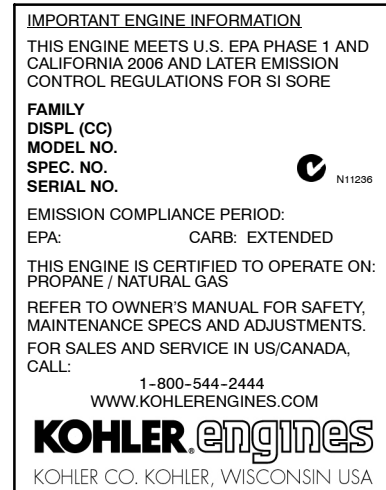 IMPORTANT ENGINE INFORMATION
THIS ENGINE MEETS U.S. EPA PHASE 1 AND
CALIFORNIA 2006 AND LATER EMISSION
CONTROL REGULATIONS FOR SI SORE
FAMILY
DISPL (CC)
MODEL NO.
SPEC. NO.
SERIAL NO.
N11236
EMISSION COMPLIANCE PERIOD:
EPA: CARB: EXTENDED
THIS ENGINE IS CERTIFIED TO OPERATE ON:
PROPANE / NATURAL GAS
REFER TO OWNER'S MANUAL FOR SAFETY,
MAINTENANCE SPECS AND ADJUSTMENTS.
FOR SALES AND SERVICE IN US/CANADA,
CALL:
1-800-544-2444
WWW.KOHLERENGINES.COM
KOHLER® engines
KOHLER CO. KOHLER, WISCONSIN USA